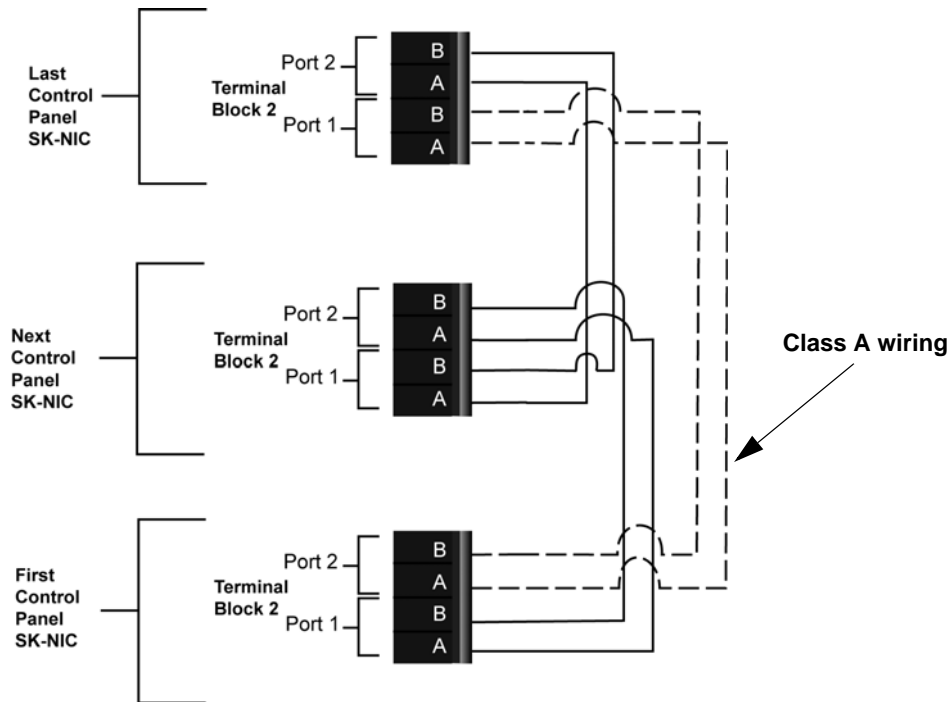 Last
Control
Panel
SK-NIC
Terminal
Block 2
Port 2
Port 1
B
A
B
A
Next
Control
Panel
SK-NIC
Terminal
Block 2
Port 2
Port 1
B
A
B
A
Class A wiring
First
Control
Panel
SK-NIC
Terminal
Block 2
Port 2
Port 1
B
A
B
A